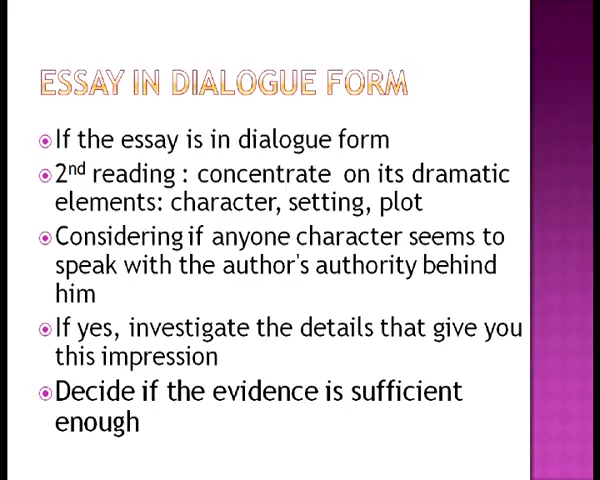 ESSAY IN DIALOGUE FORM
If the essay is in dialogue form
2nd reading : concentrate on its dramatic
elements: character, setting, plot
Considering if anyone character seems to
speak with the author's authority behind
him
If yes, investigate the details that give you
this impression
Decide if the evidence is sufficient
enough